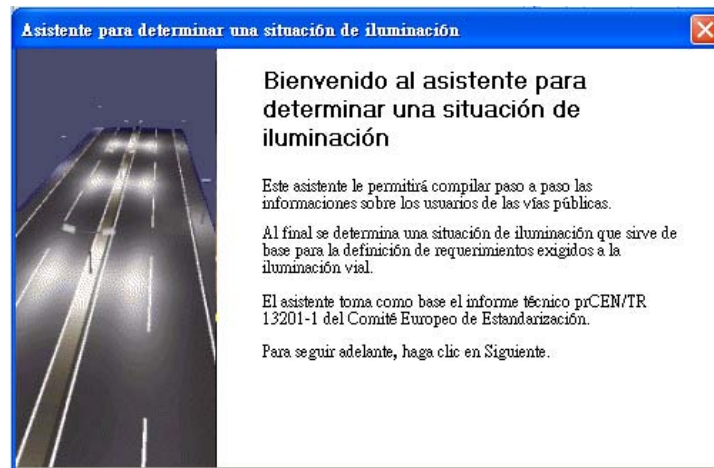 Asistente para determinar una situación de iluminación
Bienvenido al asistente para
determinar una situación de
iluminación
Este asistente le permitirá compilar paso a paso las
informaciones sobre los usuarios de las vías públicas.
Al final se determina una situación de iluminación que sirve de
base para la definición de requerimientos exigidos a la
iluminación vial.
El asistente toma como base el informe técnico prCEN/TR
13201-1 del Comité Europeo de Estandarización.
Para seguir adelante, haga clic en Siguiente.